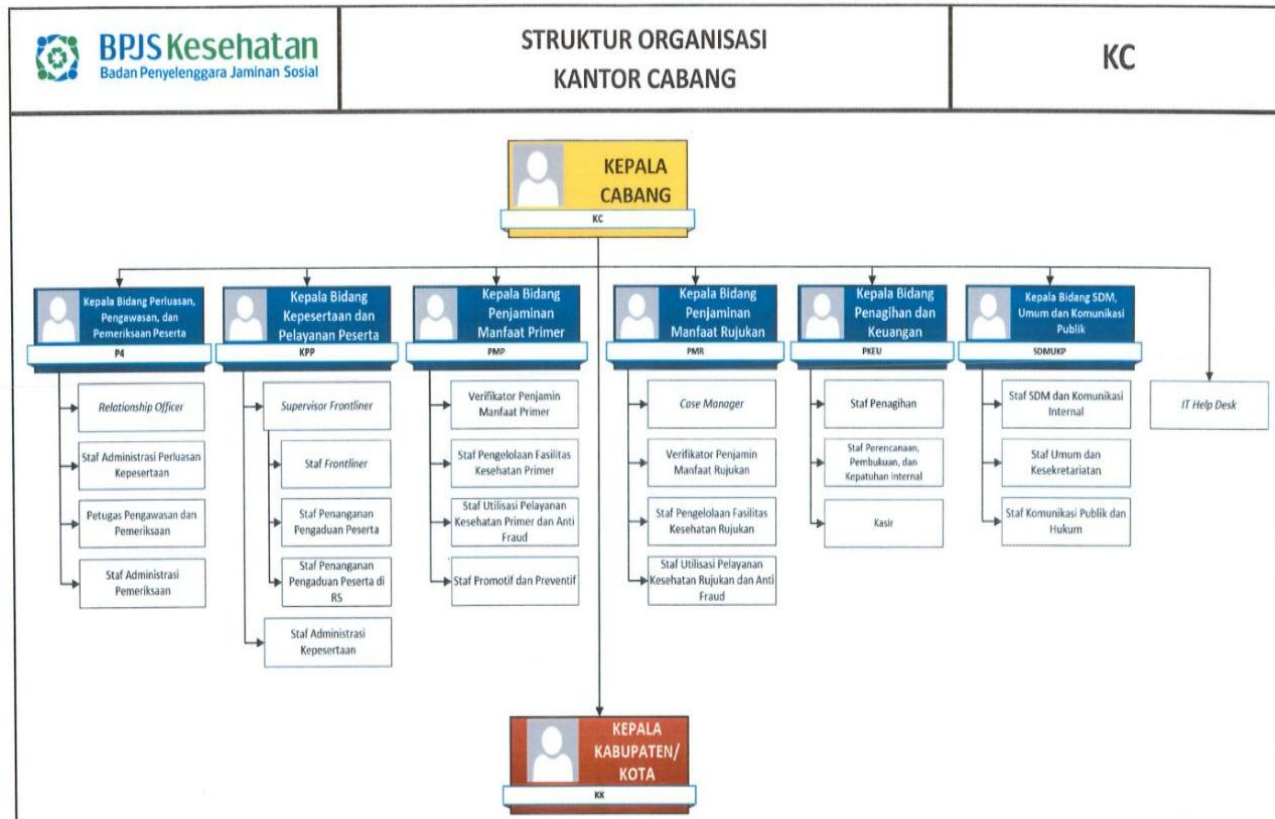 BPJS Kesehatan
Badan Penyelenggara Jaminan Sosial
STRUKTUR ORGANISASI
KANTOR CABANG
KC
KEPALA
CABANG
KC
Kepala Bidang Perluasan,
Pengawasan, dan
Pemeriksaan Peserta
P4
Relationship Officer
Staf Administrasi Perluasan
Kepesertaan
Petugas Pengawasan dan
Pemeriksaan
Staf Administrasi
Pemeriksaan
Kepala Bidang
Kepesertaan dan
Pelayanan Peserta
KPP
Supervisor Frontliner
Staf Frontliner
Staf Penanganan
Pengaduan Peserta
Staf Penanganan
Pengaduan Peserta di
RS
Staf Administrasi
Kepesertaan
Kepala Bidang
Penjaminan
Manfaat Primer
PMP
Verifikator Penjamin
Manfaat Primer
Staf Pengelolaan Fasilitas
Kesehatan Primer
Staf Utilisasi Pelayanan
Kesehatan Primer dan Anti
Fraud
Staf Promotif dan Preventif
Kepala Bidang
Penjaminan
Manfaat Rujukan
PMR
Case Manager
Verifikator Penjamin
Manfaat Rujukan
Staf Pengelolaan Fasilitas
Kesehatan Rujukan
Staf Utilisasi Pelayanan
Kesehatan Rujukan dan Anti
Fraud
Kepala Bidang
Penagihan dan
Keuangan
PKEU
Staf Penagihan
Staf Perencanaan,
Pembukuan, dan
Kepatuhan Internal
Kasir
Kepala Bidang SDM,
Umum dan Komunikasi
Publik
SDMUKP
Staf SDM dan Komunikasi
Internal
Staf Umum dan
Kesekretariatan
Staf Komunikasi Publik dan
Hukum
IT Help Desk
KEPALA
KABUPATEN/
KOTA
KK